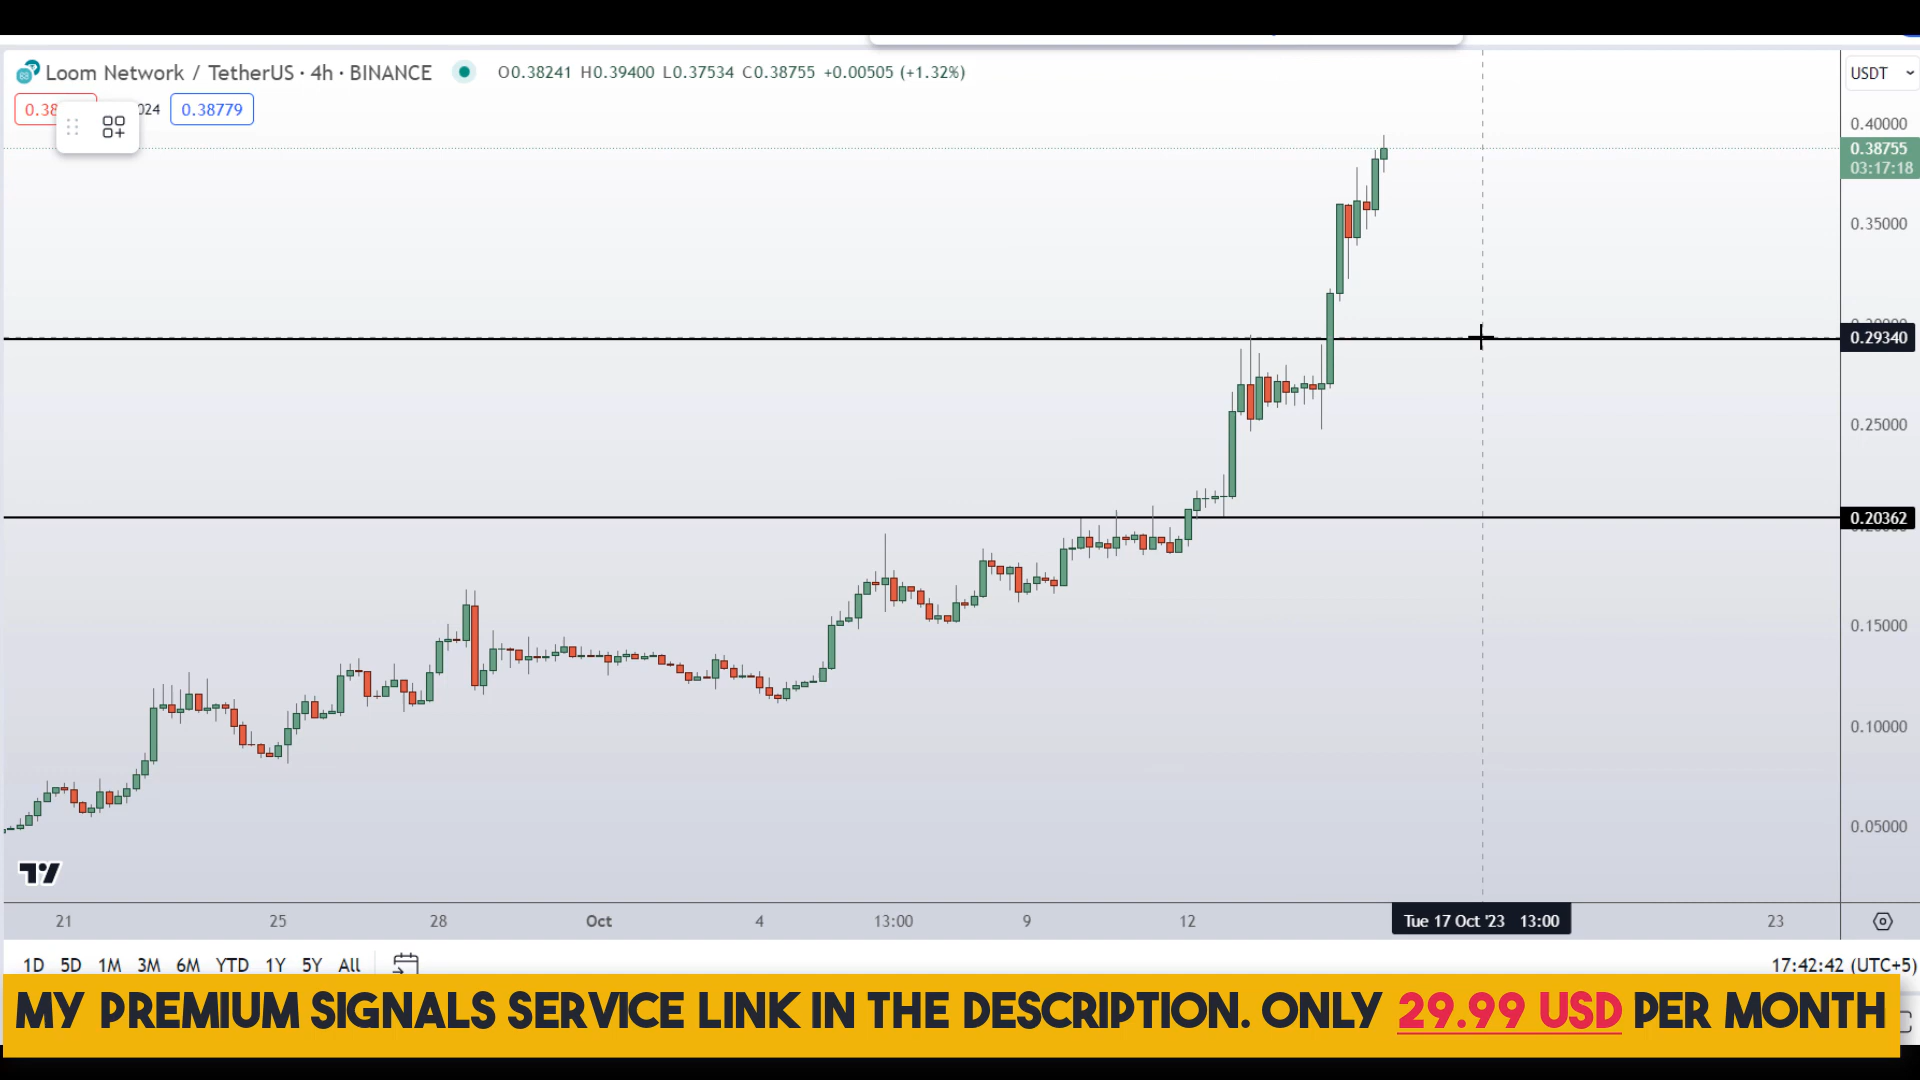 Loom Network / TetherUS · 4h · BINANCE O0.38241 H0.39400 L0.37534 C0.38755 +0.00505 (+1.32%)
USDT
024 0.38779
0.40000
0.38755
03:17:18
0.35000
0.29340
0.25000
0.20362
0.15000
0.10000
0.05000
21 25 28 Oct 4 13:00 9 12 Tue 17 Oct '23 13:00 23
1D 5D 1M 3M 6M YTD 1Y 5Y All 17:42:42 (UTC+5)
MY PREMIUM SIGNALS SERVICE LINK IN THE DESCRIPTION. ONLY 29.99 USD PER MONTH